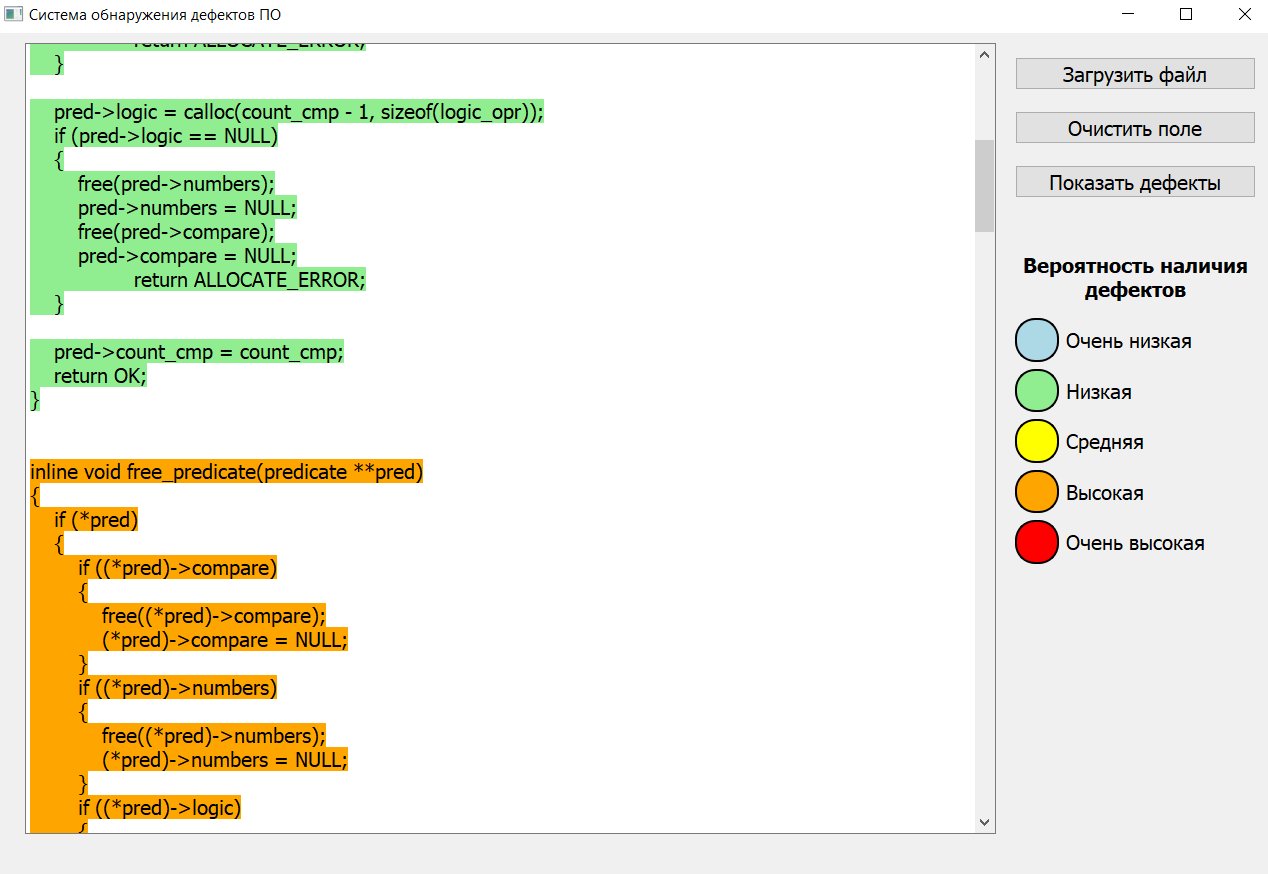 Система обнаружения дефектов ПО
return ALLOCATE_ERROR;
}
pred->logic = calloc(count_cmp - 1, sizeof(logic_opr));
if (pred->logic == NULL)
{
free(pred->numbers);
pred->numbers = NULL;
free(pred->compare);
pred->compare = NULL;
return ALLOCATE_ERROR;
}
pred->count_cmp = count_cmp;
return OK;
}
inline void free_predicate(predicate **pred)
{
if (*pred)
{
if ((*pred)->compare)
{
free((*pred)->compare);
(*pred)->compare = NULL;
}
if ((*pred)->numbers)
{
free((*pred)->numbers);
(*pred)->numbers = NULL;
}
if ((*pred)->logic)
{
Загрузить файл
Очистить поле
Показать дефекты
Вероятность наличия
дефектов
Очень низкая
Низкая
Средняя
Высокая
Очень высокая